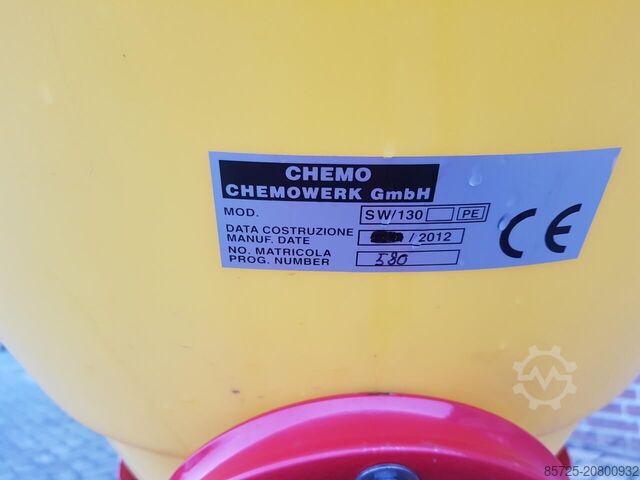 CHEMO
CHEMOWERK GmbH
MOD. SW/130 PE
DATA COSTRUZIONE
MANUF. DATE / 2012
NO. MATRICOLA
PROG. NUMBER 580
CE
85725-20800932